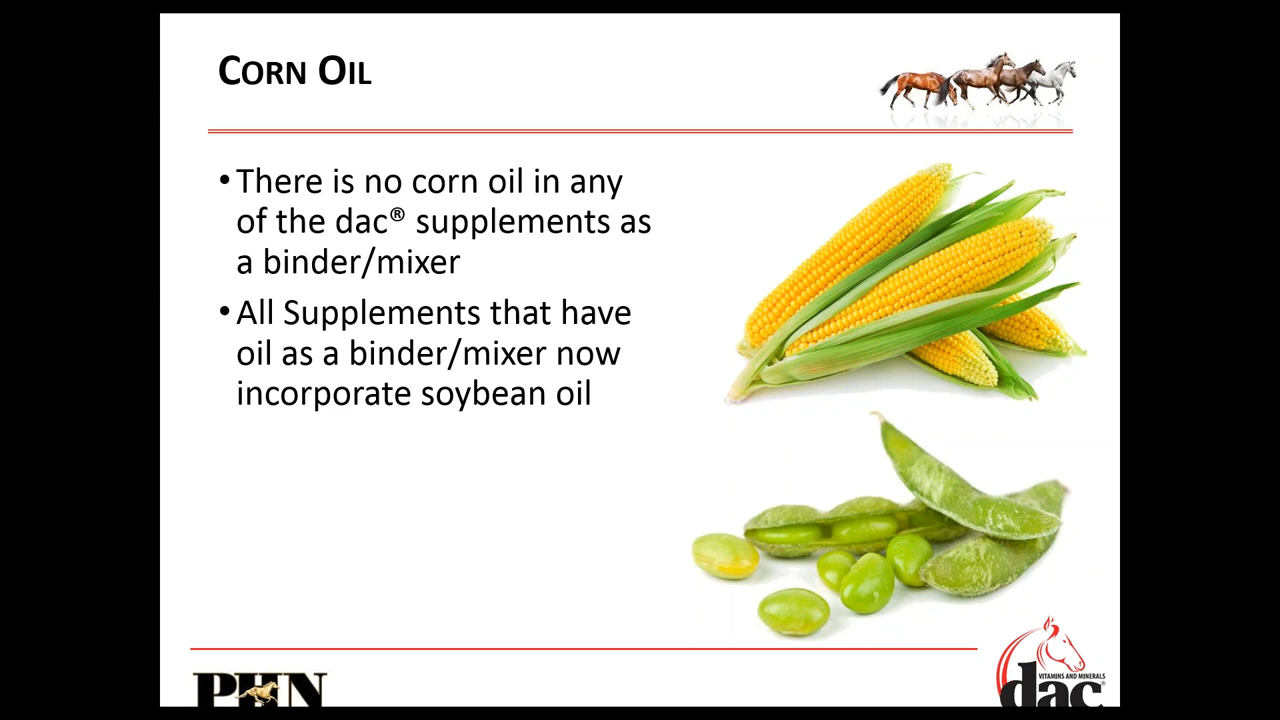 CORN OIL
• There is no corn oil in any
of the dac® supplements as
a binder/mixer
• All Supplements that have
oil as a binder/mixer now
incorporate soybean oil
PHN
dac®
VITAMINS AND MINERALS